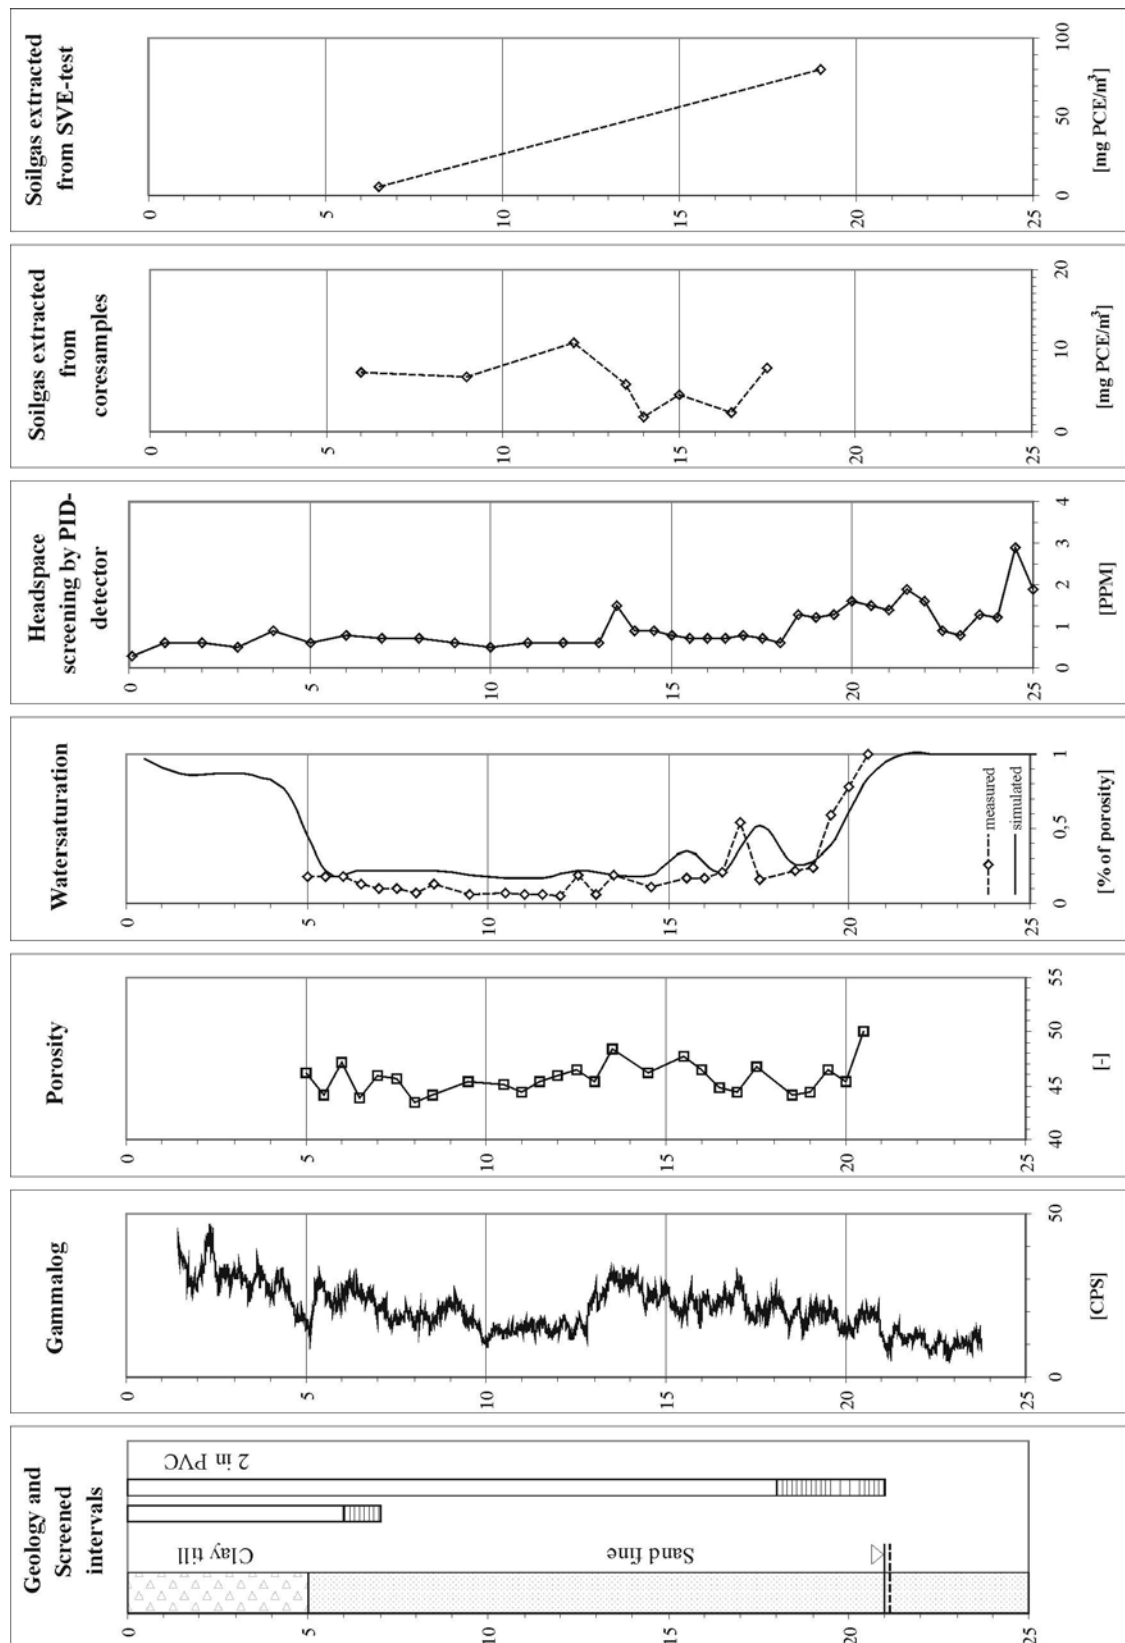 Geology and
Screened
intervals
0
5
10
15
20
25
Clay till
Sand fine
2 in PVC
Gammalog
0
5
10
15
20
25
0
50
[CPS]
Porosity
0
5
10
15
20
25
40
45
50
55
[-]
Watersaturation
0
5
10
15
20
25
0
0,5
1
[% of porosity]
measured
simulated
Headspace
screening by PID-
detector
0
5
10
15
20
25
0
1
2
3
4
[PPM]
Soilgas extracted
from
coresamples
0
5
10
15
20
25
0
10
20
[mg PCE/m³]
Soilgas extracted
from SVE-test
0
5
10
15
20
25
0
50
100
[mg PCE/m³]